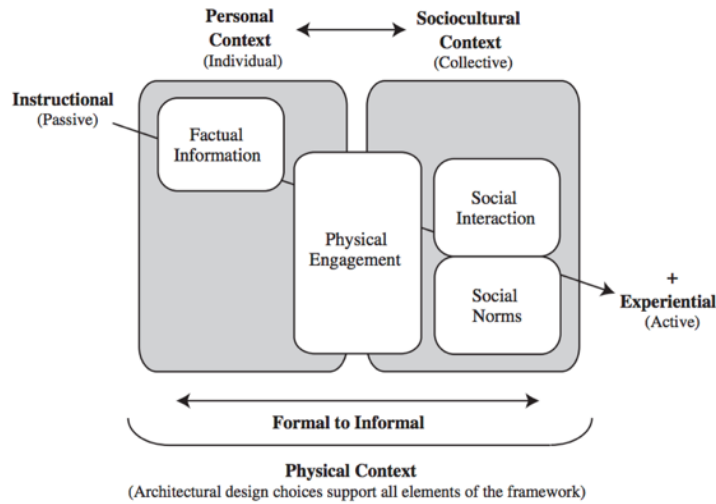 Personal
Context
(Individual)
Sociocultural
Context
(Collective)
Instructional
(Passive)
Factual
Information
Physical
Engagement
Social
Interaction
Social
Norms
+
Experiential
(Active)
Formal to Informal
Physical Context
(Architectural design choices support all elements of the framework)